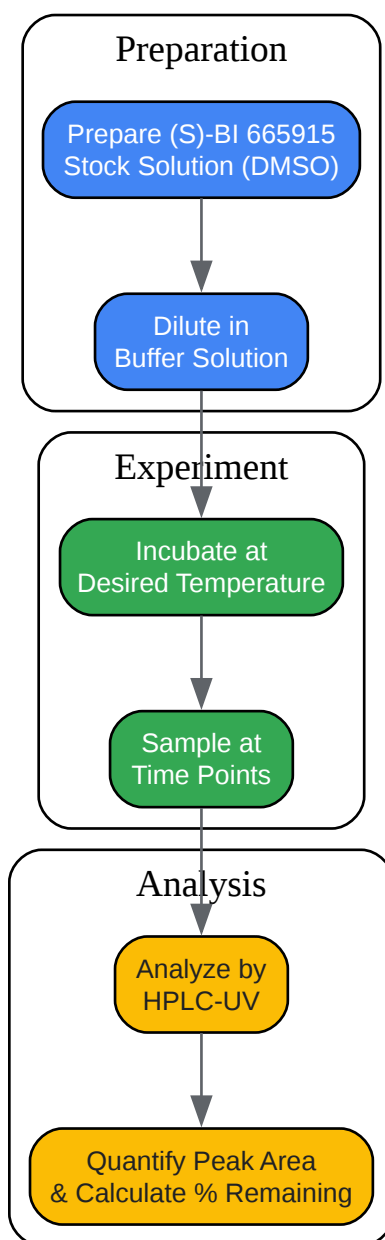 Preparation
Prepare (S)-BI 665915
Stock Solution (DMSO)
Dilute in
Buffer Solution
Experiment
Incubate at
Desired Temperature
Sample at
Time Points
Analysis
Analyze by
HPLC-UV
Quantify Peak Area
& Calculate % Remaining